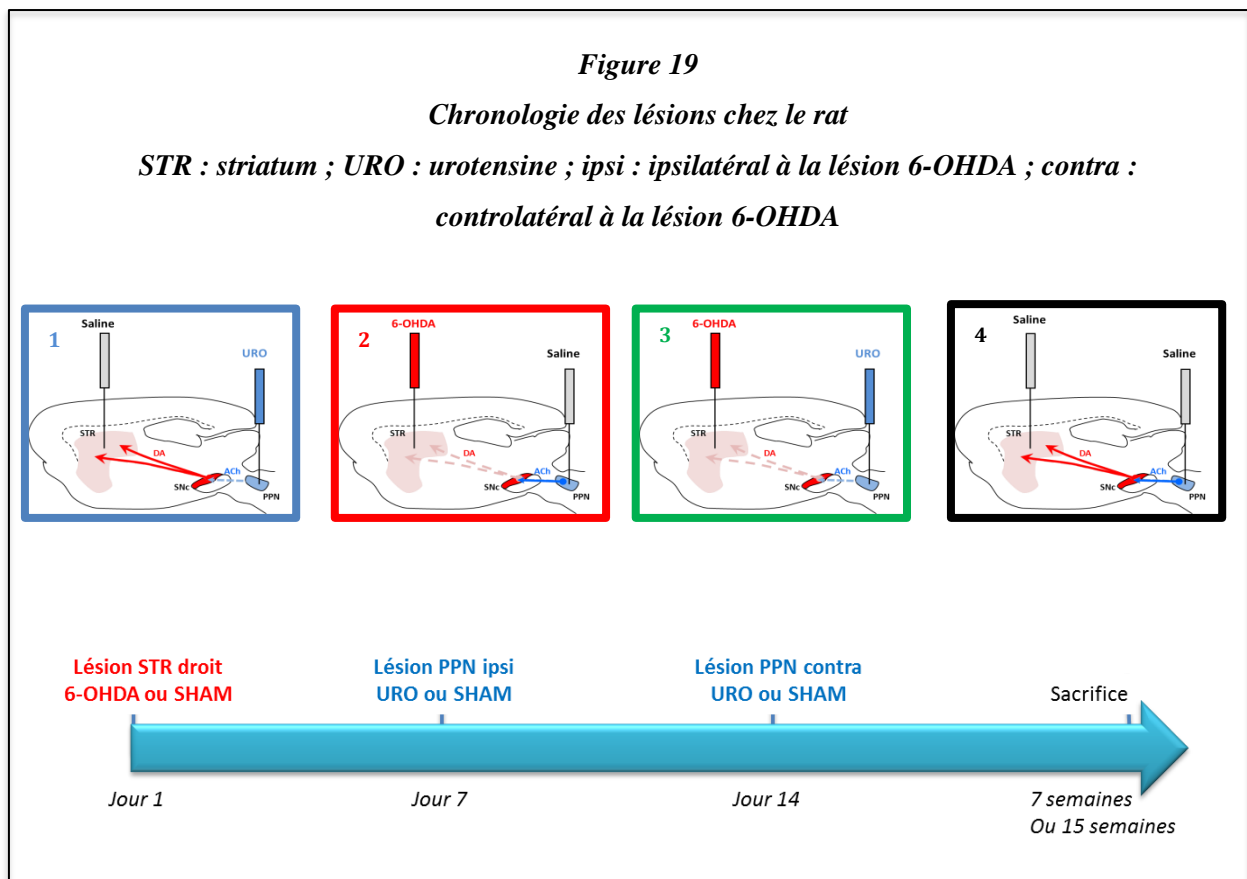 Figure 19
Chronologie des lésions chez le rat
STR : striatum ; URO : urotensine ; ipsi : ipsilatéral à la lésion 6-OHDA ; contra :
controlatéral à la lésion 6-OHDA
1
Saline
URO
STR
DA
ACh
SNc
PPN
2
6-OHDA
Saline
STR
DA
ACh
SNc
PPN
3
6-OHDA
URO
STR
DA
ACh
SNc
PPN
4
Saline
Saline
STR
DA
ACh
SNc
PPN
Lésion STR droit
6-OHDA ou SHAM
Lésion PPN ipsi
URO ou SHAM
Lésion PPN contra
URO ou SHAM
Sacrifice
Jour 1
Jour 7
Jour 14
7 semaines
Ou 15 semaines